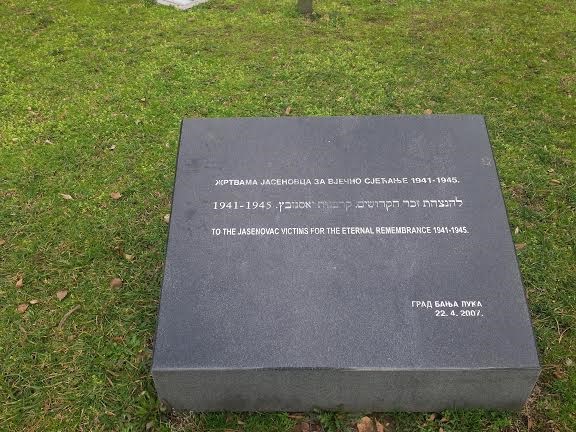 ЖРТВАМА ЈАСЕНОВЦА ЗА ВЈЕЧНО СЈЕЋАЊЕ 1941-1945.
להנצחת זכר הקדושים. קרבנות יאסנובץ. 1941-1945
TO THE JASENOVAC VICTIMS FOR THE ETERNAL REMEMBRANCE 1941-1945.
ГРАД БАЊА ЛУКА
22. 4. 2007.